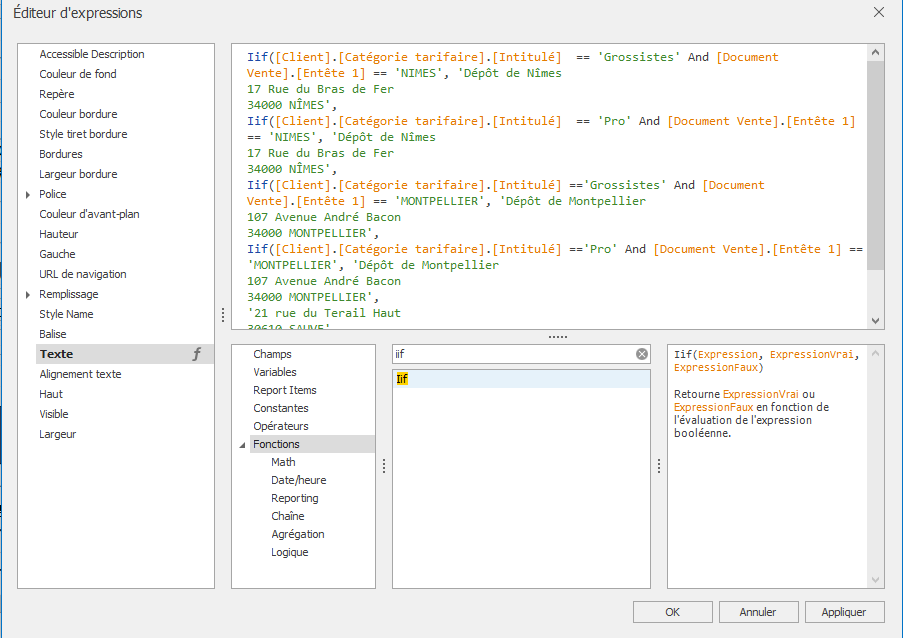 Éditeur d'expressions
Accessible Description
Couleur de fond
Repère
Couleur bordure
Style tiret bordure
Bordures
Largeur bordure
Police
Couleur d'avant-plan
Hauteur
Gauche
URL de navigation
Remplissage
Style Name
Balise
Texte
Alignement texte
Haut
Visible
Largeur
Iif([Client].[Catégorie tarifaire].[Intitulé]  == 'Grossistes' And [Document
Vente].[Entête 1] == 'NIMES', 'Dépôt de Nîmes
17 Rue du Bras de Fer
34000 NÎMES',
Iif([Client].[Catégorie tarifaire].[Intitulé]  == 'Pro' And [Document Vente].[Entête 1]
== 'NIMES', 'Dépôt de Nîmes
17 Rue du Bras de Fer
34000 NÎMES',
Iif([Client].[Catégorie tarifaire].[Intitulé] =='Grossistes' And [Document
Vente].[Entête 1] == 'MONTPELLIER', 'Dépôt de Montpellier
107 Avenue André Bacon
34000 MONTPELLIER',
Iif([Client].[Catégorie tarifaire].[Intitulé] =='Pro' And [Document Vente].[Entête 1] ==
'MONTPELLIER', 'Dépôt de Montpellier
107 Avenue André Bacon
34000 MONTPELLIER',
'21 rue du Terail Haut
30610 SAUVE'
Champs
Variables
Report Items
Constantes
Opérateurs
Fonctions
Math
Date/heure
Reporting
Chaîne
Agrégation
Logique
iif
Iif
Iif(Expression, ExpressionVrai,
ExpressionFaux)
Retourne ExpressionVrai ou
ExpressionFaux en fonction de
l'évaluation de l'expression
booléenne.
OK
Annuler
Appliquer